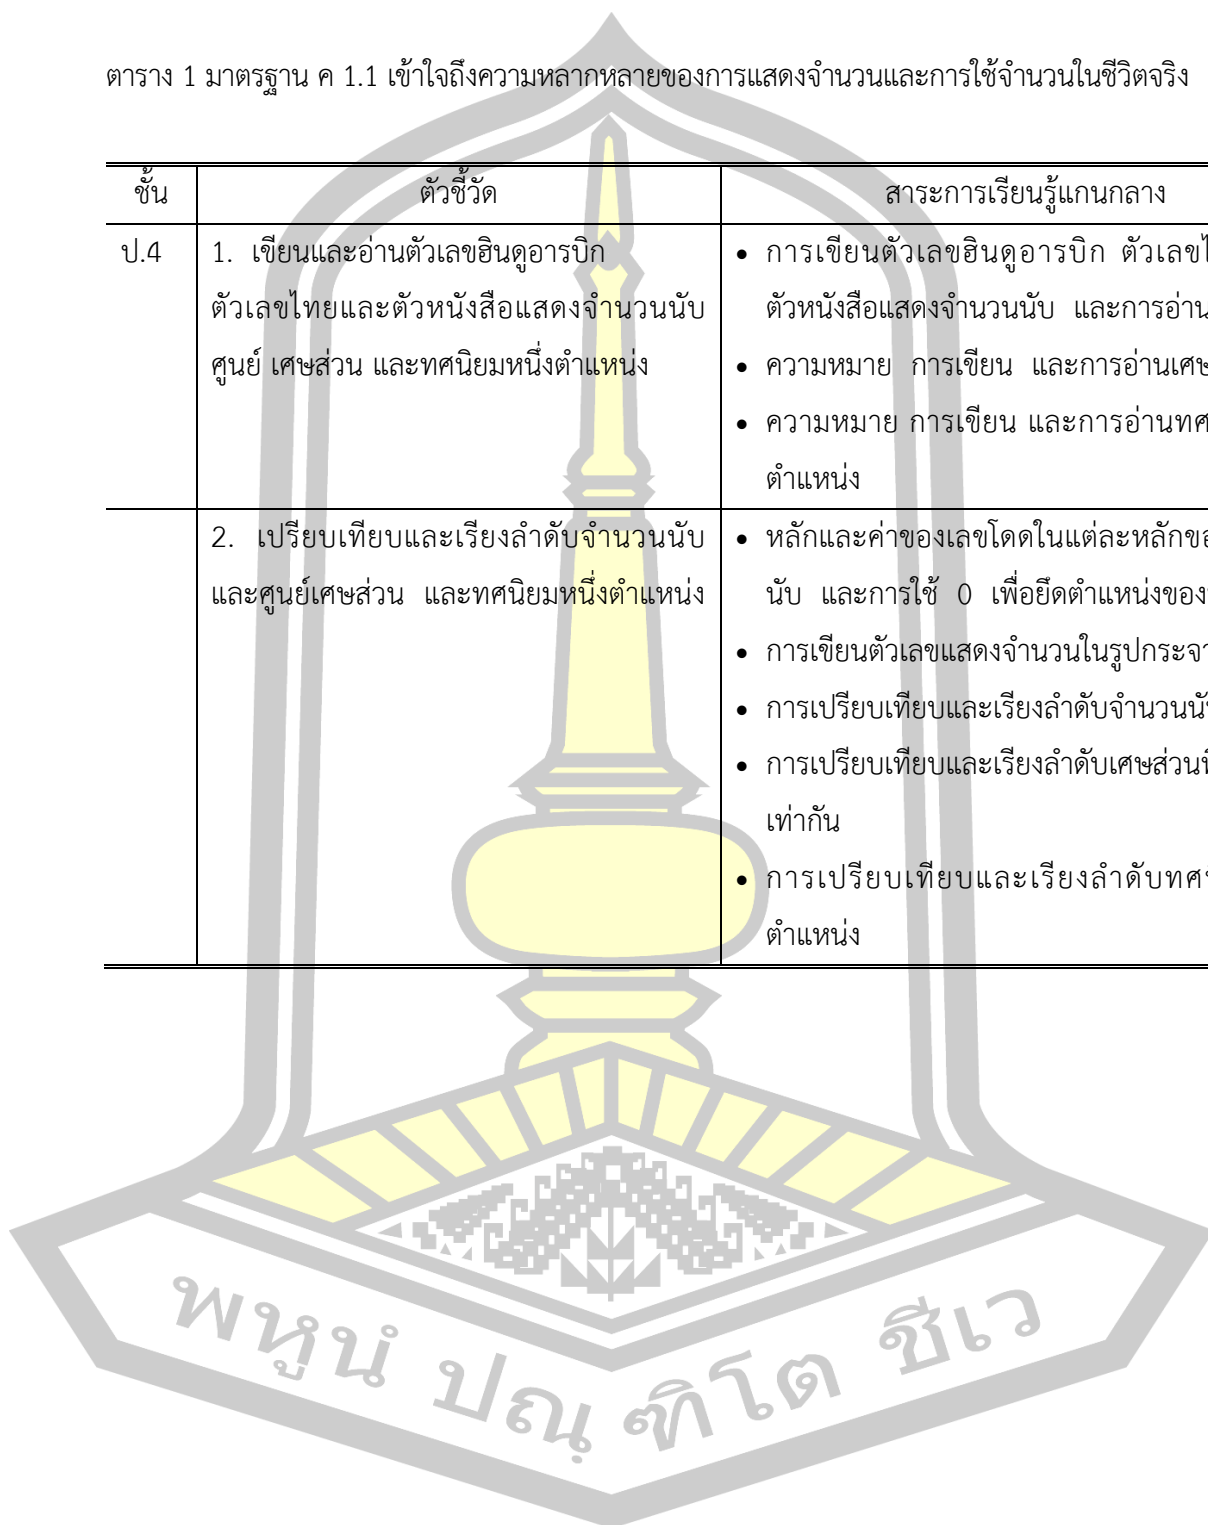 ตาราง 1 มาตรฐาน ค 1.1 เข้าใจถึงความหลากหลายของการแสดงจำนวนและการใช้จำนวนในชีวิตจริง
ชั้น ตัวชี้วัด สาระการเรียนรู้แกนกลาง
ป.4 1. เขียนและอ่านตัวเลขฮินดูอารบิก
ตัวเลขไทยและตัวหนังสือแสดงจำนวนนับ
ศูนย์ เศษส่วน และทศนิยมหนึ่งตำแหน่ง
• การเขียนตัวเลขฮินดูอารบิก
ตัวหนังสือแสดงจำนวนนับ และการอ่าน
• ความหมาย การเขียน และการอ่าน
• ความหมาย การเขียน และการอ่าน
ตำแหน่ง
2. เปรียบเทียบและเรียงลำดับจำนวนนับ
และศูนย์เศษส่วน และทศนิยมหนึ่งตำแหน่ง
• หลักและค่าของเลขโดดในแต่ละหลัก
นับ และการใช้ 0 เพื่อยึดตำแหน่งของ
• การเขียนตัวเลขแสดงจำนวนในรูป
• การเปรียบเทียบและเรียงลำดับจำนวน
• การเปรียบเทียบและเรียงลำดับเศษส่วน
เท่ากัน
• การเปรียบเทียบและเรียงลำดับ
ตำแหน่ง
พหูนํ ปณฺฑิโต ชีเว